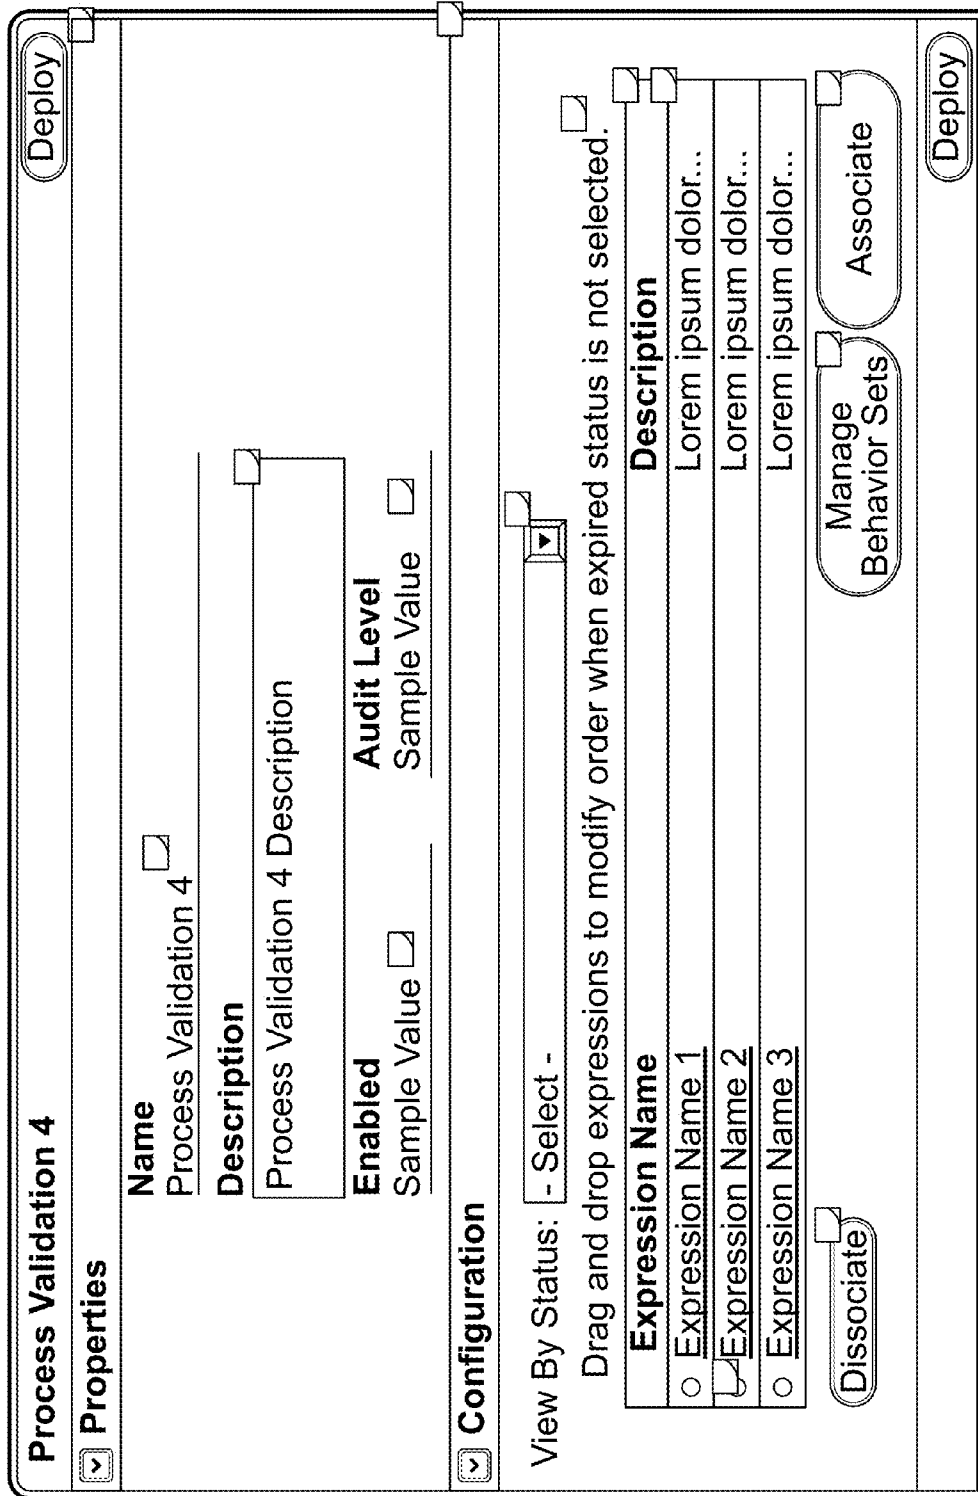 Process Validation 4 Deploy
Properties
Name
Process Validation 4
Description
Process Validation 4 Description
Enabled Audit Level
Sample Value Sample Value
Configuration
View By Status: - Select -
Drag and drop expressions to modify order when expired status is not selected.
Expression Name Description
Expression Name 1 Lorem ipsum dolor...
Expression Name 2 Lorem ipsum dolor...
Expression Name 3 Lorem ipsum dolor...
Dissociate Manage Behavior Sets Associate
Deploy